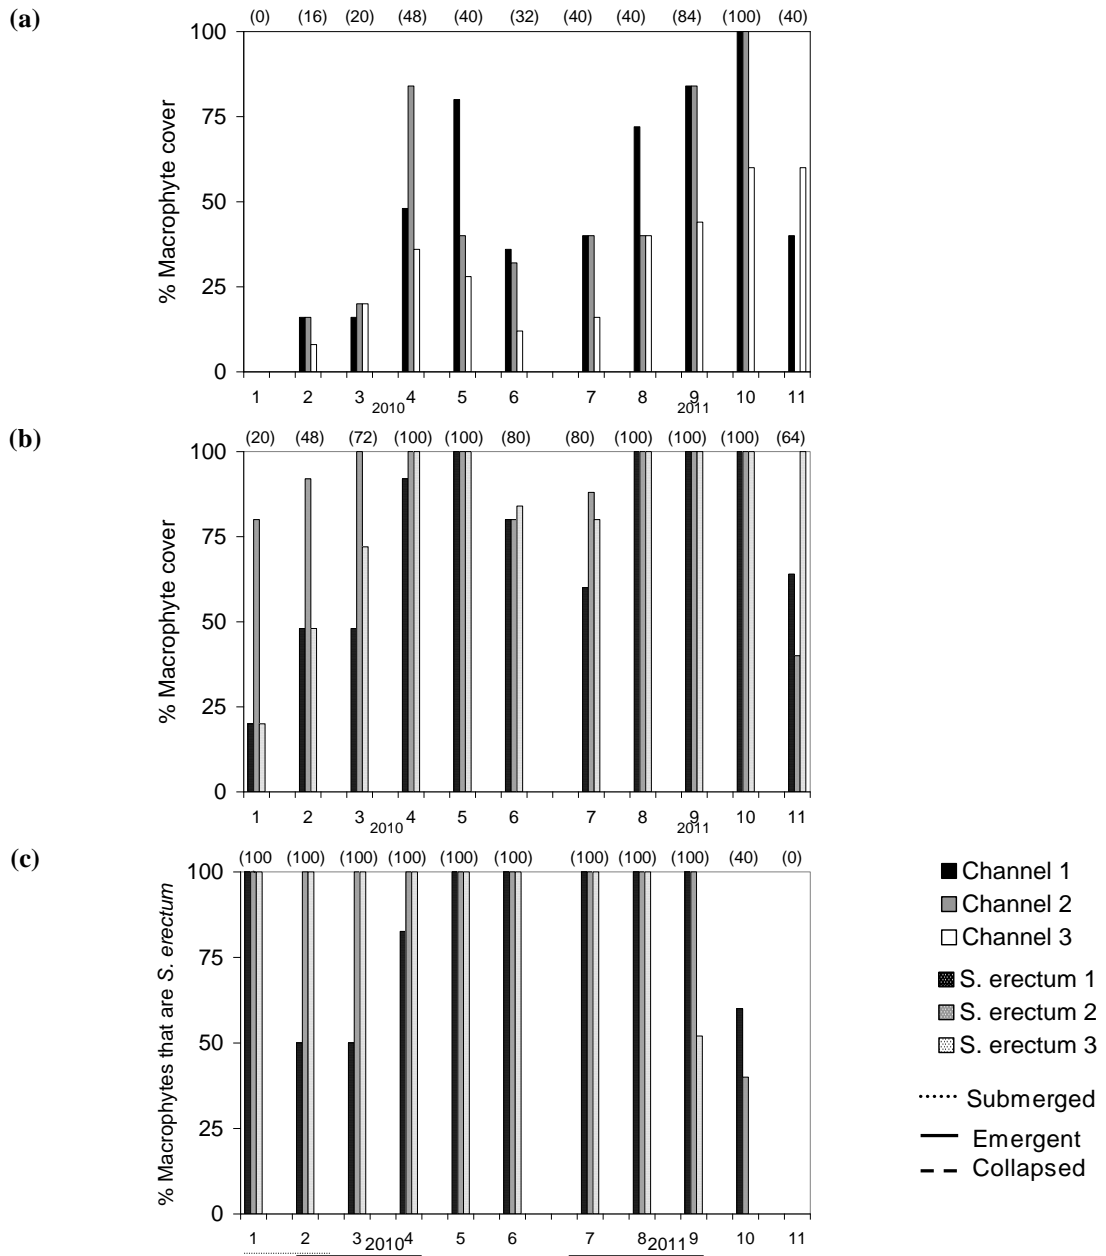 (a)
(0) (16) (20) (48) (40) (32) (40) (40) (84) (100) (40)
% Macrophyte cover
100
75
50
25
0
1 2 3 4 5 6 7 8 9 10 11
2010 2011
(b)
(20) (48) (72) (100) (100) (80) (80) (100) (100) (100) (64)
% Macrophyte cover
100
75
50
25
0
1 2 3 4 5 6 7 8 9 10 11
2010 2011
(c)
(100 (100) (100) (100) (100) (100) (100) (100) (100) (40) (0)
% Macrophytes that are S. erectum
100
75
50
25
0
1 2 3 4 5 6 7 8 9 10 11
2010 2011
Channel 1
Channel 2
Channel 3
S. erectum 1
S. erectum 2
S. erectum 3
Submerged
Emergent
Collapsed